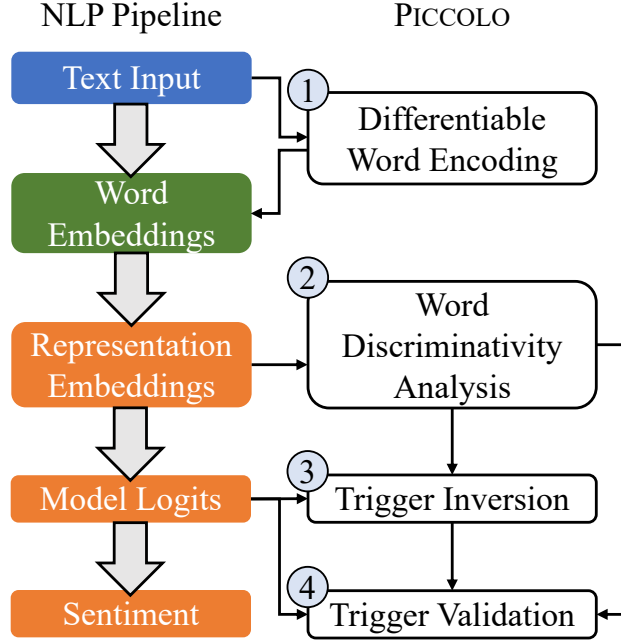 NLP Pipeline
PICCOLO
Text Input
1
Differentiable
Word Encoding
Word
Embeddings
2
Word
Discriminativity
Analysis
Representation
Embeddings
3
Model Logits
Trigger Inversion
4
Sentiment
Trigger Validation